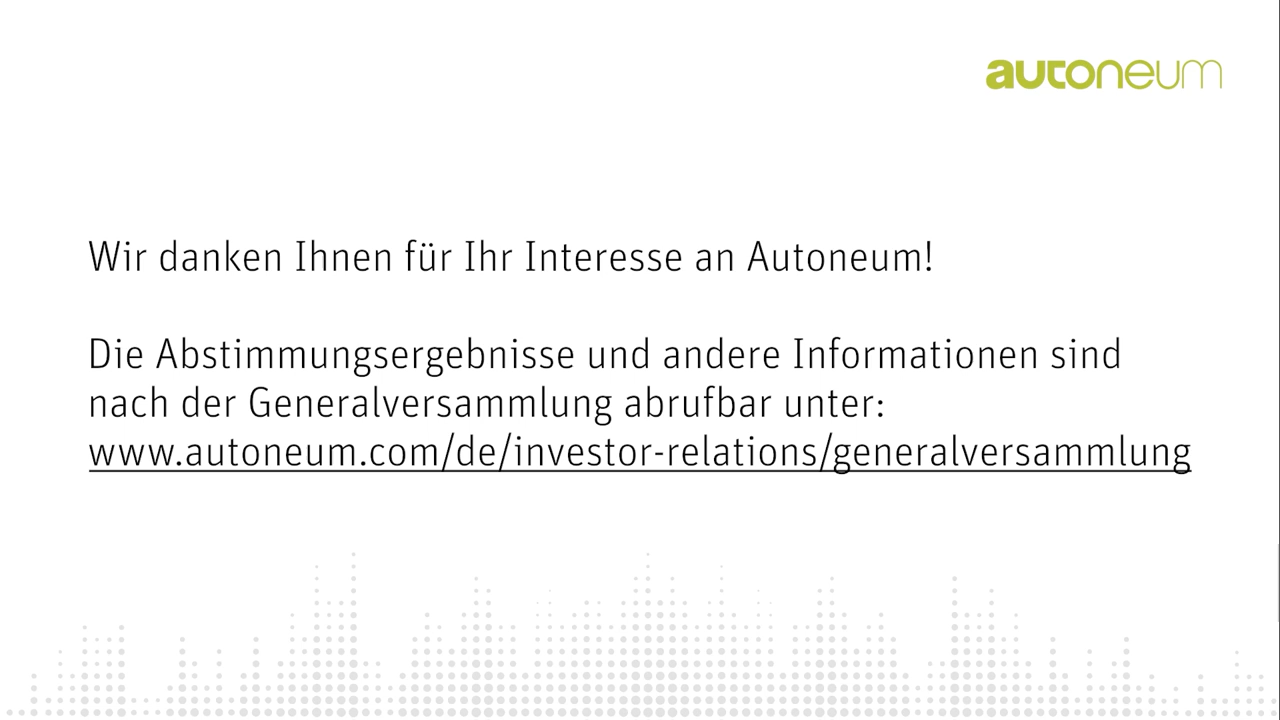 autoneum
Wir danken Ihnen für Ihr Interesse an Autoneum!
Die Abstimmungsergebnisse und andere Informationen sind
nach der Generalversammlung abrufbar unter:
www.autoneum.com/de/investor-relations/generalversammlung